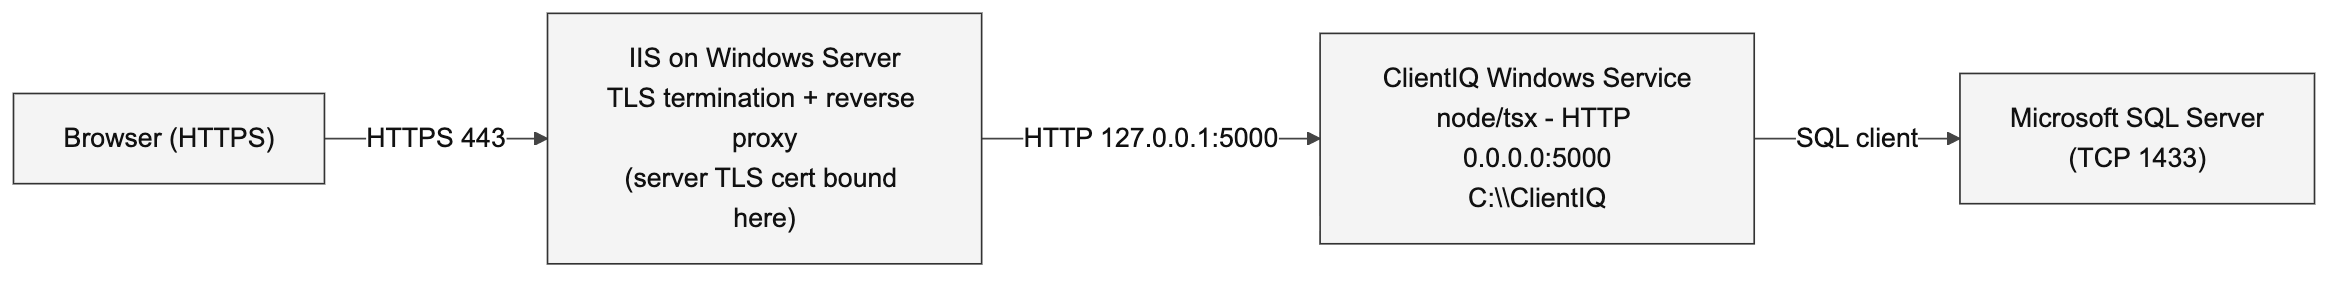 Browser (HTTPS)
HTTPS 443
IIS on Windows Server
TLS termination + reverse
proxy
(server TLS cert bound
here)
HTTP 127.0.0.1:5000
ClientIQ Windows Service
node/tsx - HTTP
0.0.0.0:5000
C:\\ClientIQ
SQL client
Microsoft SQL Server
(TCP 1433)